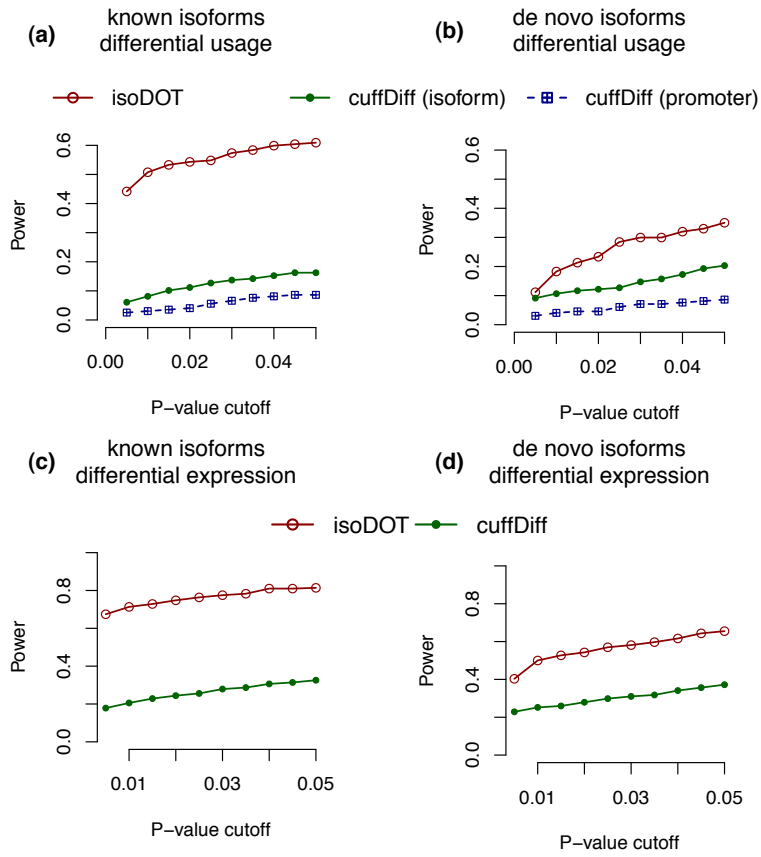 (a)
known isoforms
differential usage
(b)
de novo isoforms
differential usage
isoDOT
cuffDiff (isoform)
cuffDiff (promoter)
Power
0.0 0.2 0.4 0.6
0.00 0.02 0.04
P-value cutoff
Power
0.0 0.2 0.4 0.6
0.00 0.02 0.04
P-value cutoff
(c)
known isoforms
differential expression
(d)
de novo isoforms
differential expression
isoDOT
cuffDiff
Power
0.0 0.4 0.8
0.01 0.03 0.05
P-value cutoff
Power
0.0 0.4 0.8
0.01 0.03 0.05
P-value cutoff